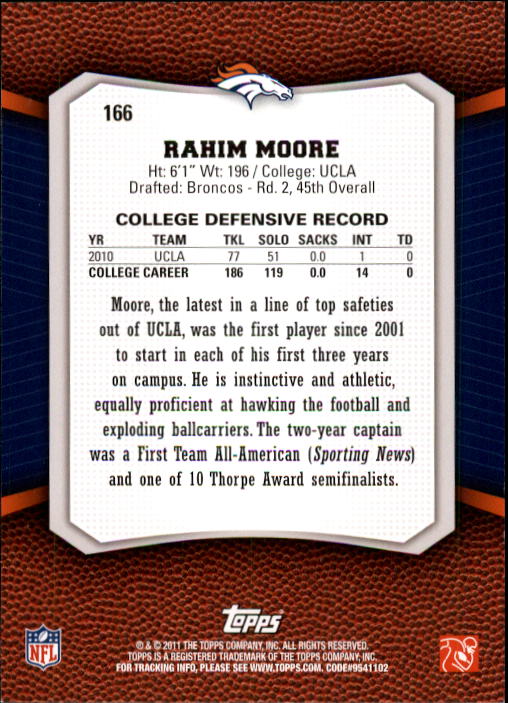 166
RAHIM MOORE
Ht: 6'1" Wt: 196 / College: UCLA
Drafted: Broncos - Rd. 2, 45th Overall
COLLEGE DEFENSIVE RECORD
YR TEAM TKL SOLO SACKS INT TD
2010 UCLA 77 51 0.0 1 0
COLLEGE CAREER 186 119 0.0 14 0
Moore, the latest in a line of top safeties
out of UCLA, was the first player since 2001
to start in each of his first three years
on campus. He is instinctive and athletic,
equally proficient at hawking the football and
exploding ballcarriers. The two-year captain
was a First Team All-American (Sporting News)
and one of 10 Thorpe Award semifinalists.
TOPPS
NFL
® & © 2011 THE TOPPS COMPANY, INC. ALL RIGHTS RESERVED.
TOPPS IS A REGISTERED TRADEMARK OF THE TOPPS COMPANY, INC.
FOR TRACKING INFO, PLEASE SEE WWW.TOPPS.COM. CODE#9541102